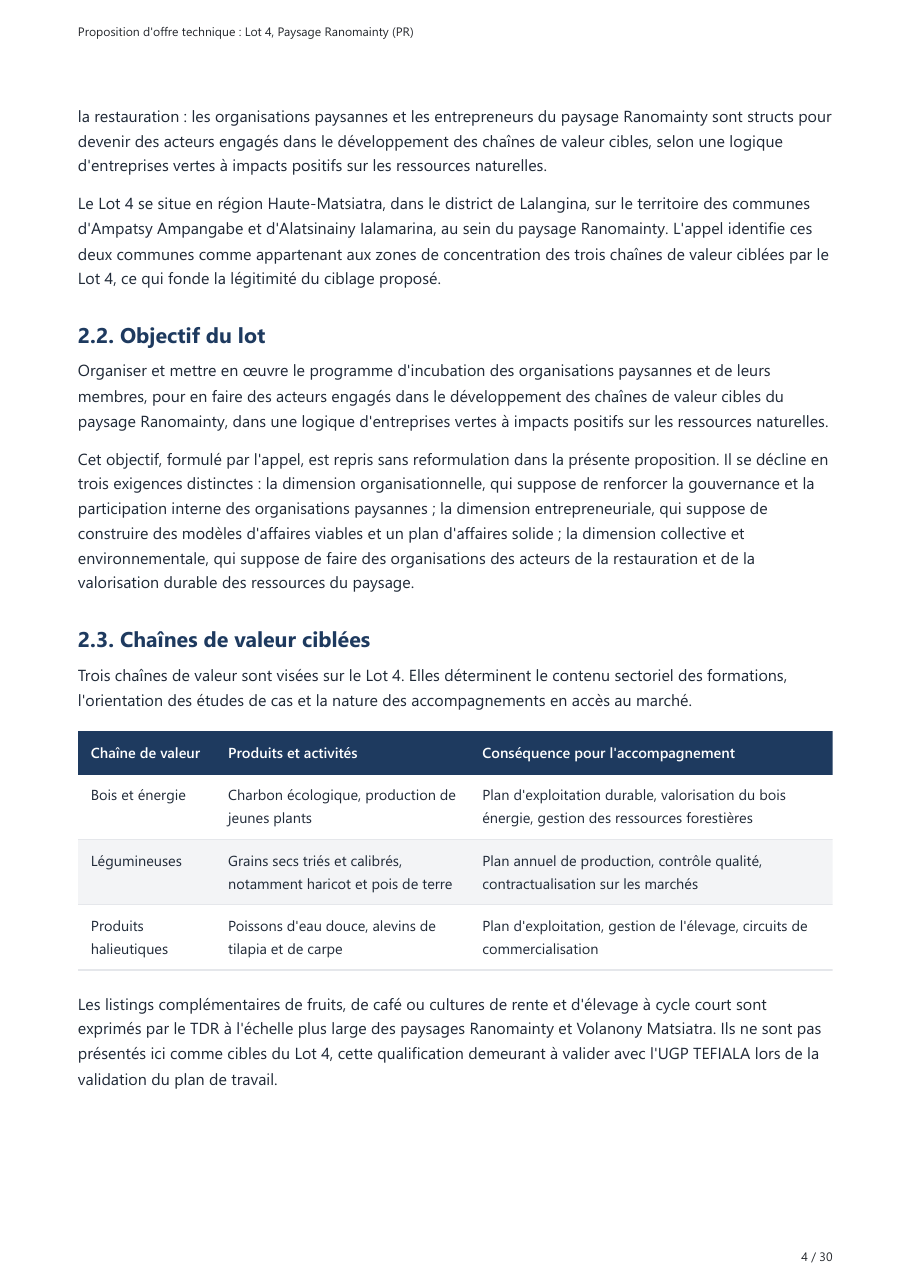 Proposition d'offre technique : Lot 4, Paysage Ranomainty (PR)
la restauration : les organisations paysannes et les entrepreneurs du paysage Ranomainty sont structs pour
devenir des acteurs engagés dans le développement des chaînes de valeur cibles, selon une logique
d'entreprises vertes à impacts positifs sur les ressources naturelles.
Le Lot 4 se situe en région Haute-Matsiatra, dans le district de Lalangina, sur le territoire des communes
d'Ampatsy Ampangabe et d'Alatsinainy Ialamarina, au sein du paysage Ranomainty. L'appel identifie ces
deux communes comme appartenant aux zones de concentration des trois chaînes de valeur ciblées par le
Lot 4, ce qui fonde la légitimité du ciblage proposé.
2.2. Objectif du lot
Organiser et mettre en œuvre le programme d'incubation des organisations paysannes et de leurs
membres, pour en faire des acteurs engagés dans le développement des chaînes de valeur cibles du
paysage Ranomainty, dans une logique d'entreprises vertes à impacts positifs sur les ressources naturelles.
Cet objectif, formulé par l'appel, est repris sans reformulation dans la présente proposition. Il se décline en
trois exigences distinctes : la dimension organisationnelle, qui suppose de renforcer la gouvernance et la
participation interne des organisations paysannes ; la dimension entrepreneuriale, qui suppose de
construire des modèles d'affaires viables et un plan d'affaires solide ; la dimension collective et
environnementale, qui suppose de faire des organisations des acteurs de la restauration et de la
valorisation durable des ressources du paysage.
2.3. Chaînes de valeur ciblées
Trois chaînes de valeur sont visées sur le Lot 4. Elles déterminent le contenu sectoriel des formations,
l'orientation des études de cas et la nature des accompagnements en accès au marché.
Chaîne de valeur Produits et activités Conséquence pour l'accompagnement
Bois et énergie Charbon écologique, production de Plan d'exploitation durable, valorisation du bois
jeunes plants énergie, gestion des ressources forestières
Légumineuses Grains secs triés et calibrés, Plan annuel de production, contrôle qualité,
notamment haricot et pois de terre contractualisation sur les marchés
Produits Poissons d'eau douce, alevins de Plan d'exploitation, gestion de l'élevage, circuits de
halieutiques tilapia et de carpe commercialisation
Les listings complémentaires de fruits, de café ou cultures de rente et d'élevage à cycle court sont
exprimés par le TDR à l'échelle plus large des paysages Ranomainty et Volanony Matsiatra. Ils ne sont pas
présentés ici comme cibles du Lot 4, cette qualification demeurant à valider avec l'UGP TEFIALA lors de la
validation du plan de travail.
4 / 30